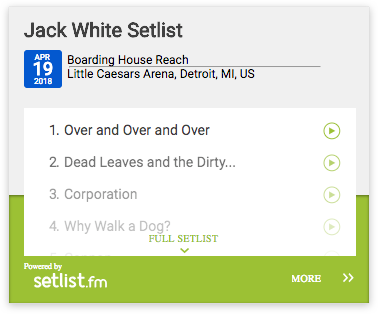 Jack White Setlist
APR
19
2018
Boarding House Reach
Little Caesars Arena, Detroit, MI, US
1. Over and Over and Over
2. Dead Leaves and the Dirty...
3. Corporation
4. Why Walk a Dog?
FULL SETLIST
Powered by
setlist.fm
MORE